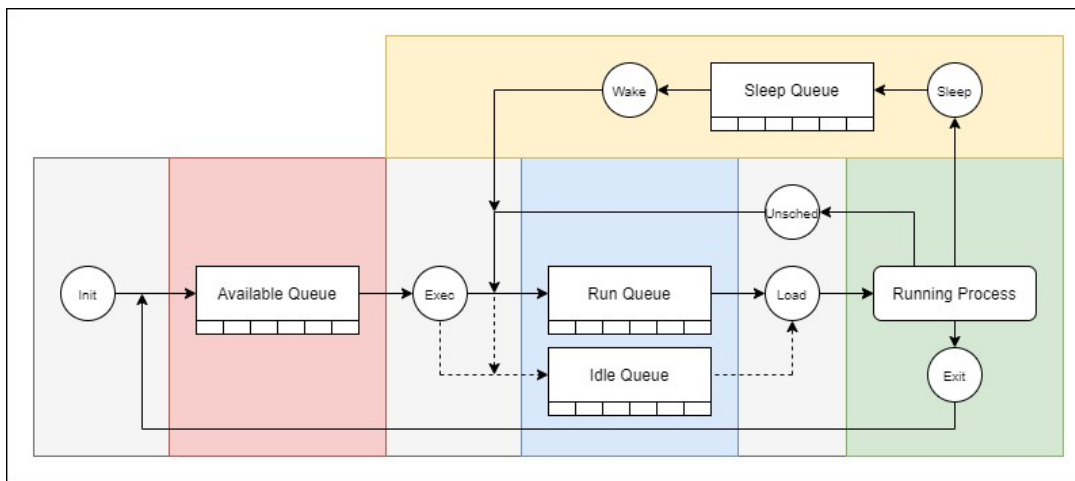 Wake
Sleep Queue
Sleep
Unsched
Init
Available Queue
Exec
Run Queue
Load
Running Process
Idle Queue
Exit